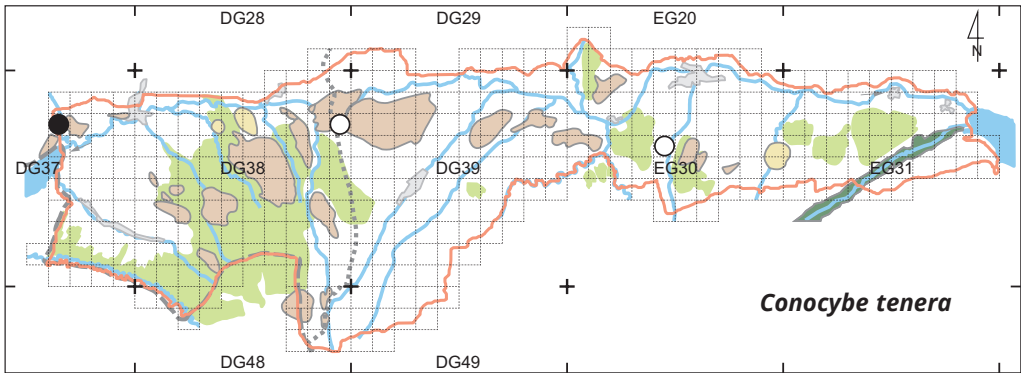 DG28 DG29 EG20
N
DG37 DG38 DG39 EG30 EG31
Conocybe tenera
DG48 DG49